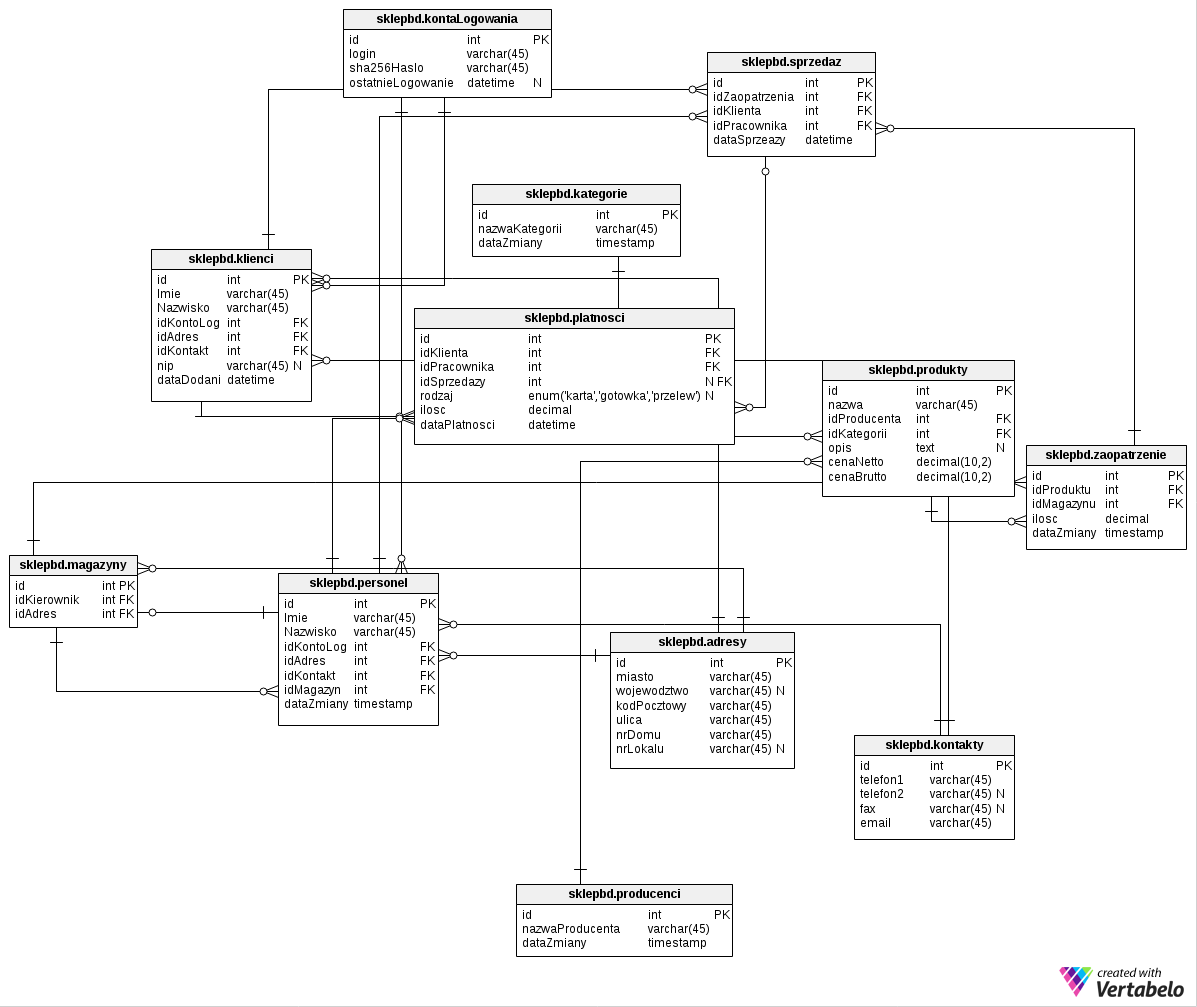 sklepbd.kontaLogowania
id int PK
login varchar(45)
sha256Haslo varchar(45)
ostatnieLogowanie datetime N
sklepbd.sprzedaz
id int PK
idZaopatrzenia int FK
idKlienta int FK
idPracownika int FK
dataSprzeazy datetime
sklepbd.kategorie
id int PK
nazwaKategorii varchar(45)
dataZmiany timestamp
sklepbd.klienci
id int PK
Imie varchar(45)
Nazwisko varchar(45)
idKontoLog int FK
idAdres int FK
idKontakt int FK
nip varchar(45) N
dataDodani datetime
sklepbd.platnosci
id int PK
idKlienta int FK
idPracownika int FK
idSprzedazy int N FK
rodzaj enum('karta','gotowka','przelew') N
ilosc decimal
dataPlatnosci datetime
sklepbd.produkty
id int PK
nazwa varchar(45)
idProducenta int FK
idKategorii int FK
opis text N
cenaNetto decimal(10,2)
cenaBrutto decimal(10,2)
sklepbd.zaopatrzenie
id int PK
idProduktu int FK
idMagazynu int FK
ilosc decimal
dataZmiany timestamp
sklepbd.magazyny
id int PK
idKierownik int FK
idAdres int FK
sklepbd.personel
id int PK
Imie varchar(45)
Nazwisko varchar(45)
idKontoLog int FK
idAdres int FK
idKontakt int FK
idMagazyn int FK
dataZmiany timestamp
sklepbd.adresy
id int PK
miasto varchar(45)
wojewodztwo varchar(45) N
kodPocztowy varchar(45)
ulica varchar(45)
nrDomu varchar(45)
nrLokalu varchar(45) N
sklepbd.kontakty
id int PK
telefon1 varchar(45)
telefon2 varchar(45) N
fax varchar(45) N
email varchar(45)
sklepbd.producenci
id int PK
nazwaProducenta varchar(45)
dataZmiany timestamp
created with
Vertabelo